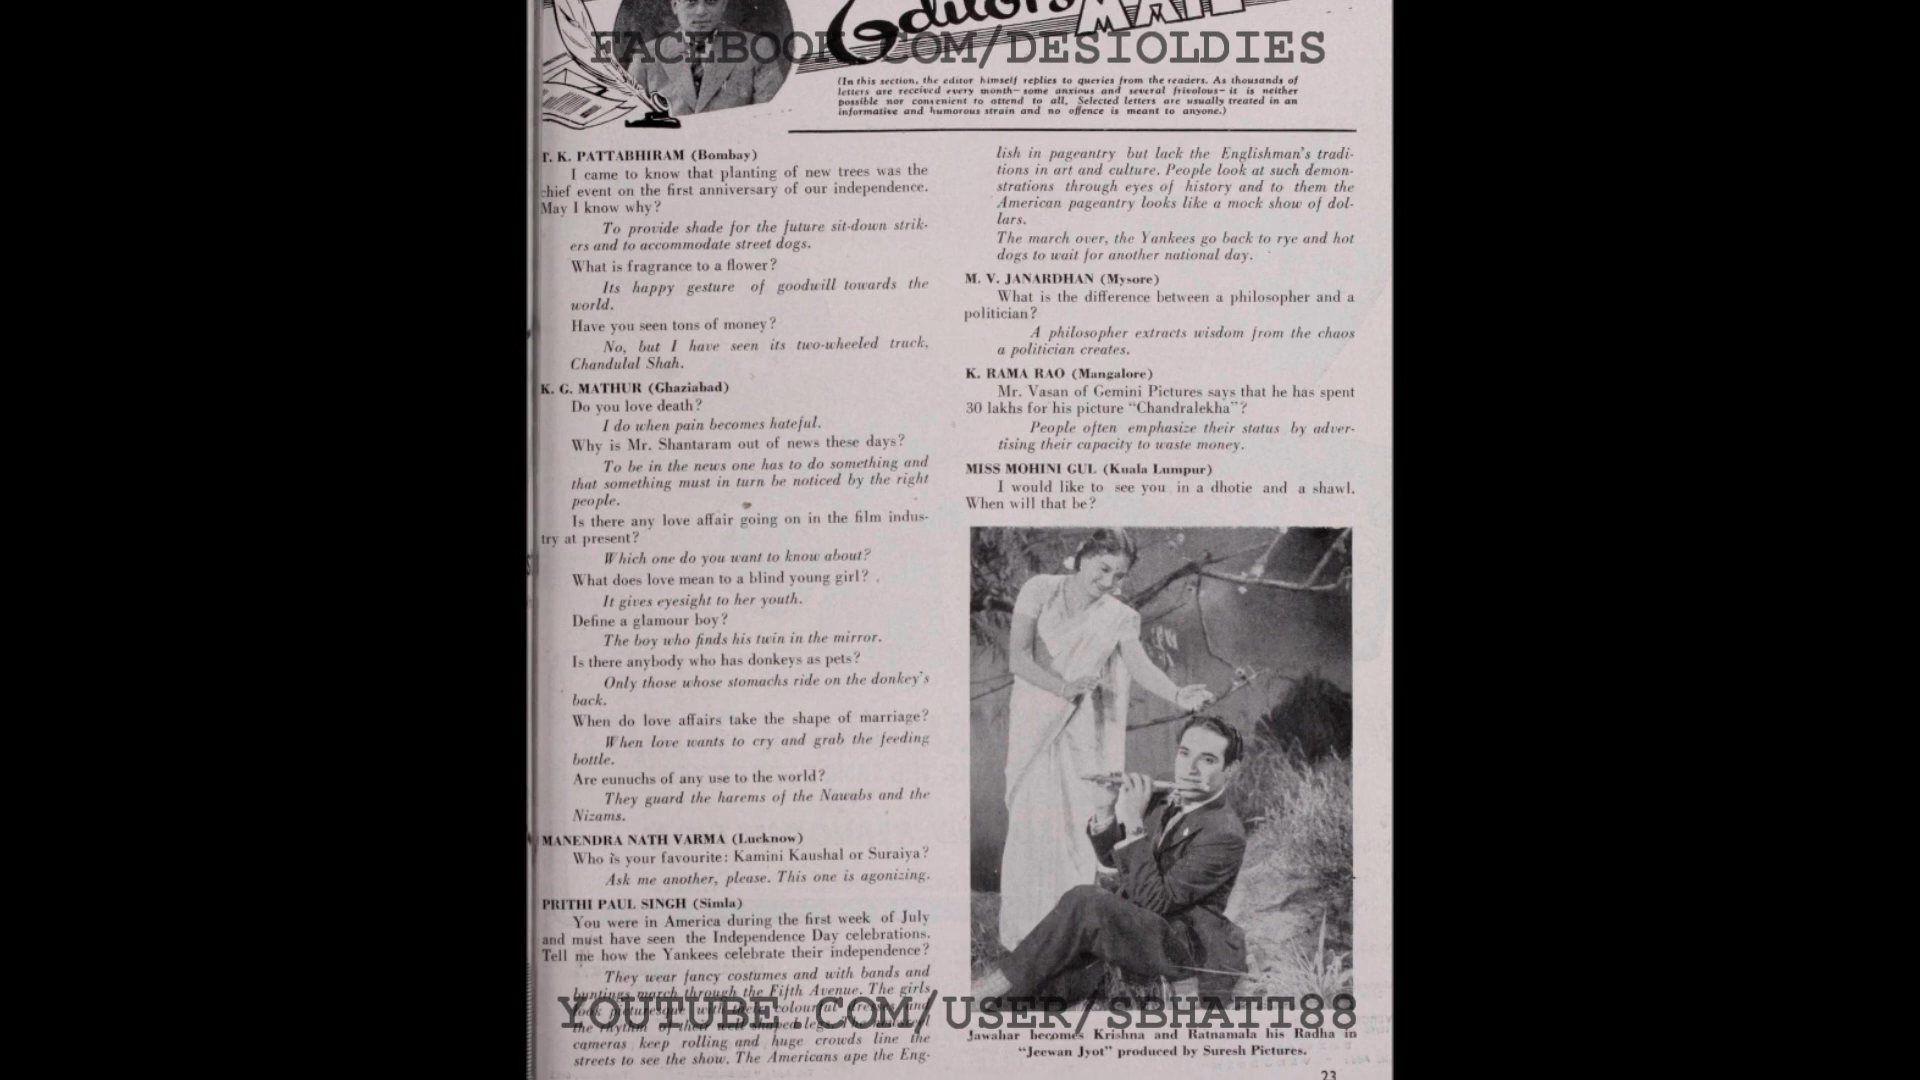 Editor's MAIL
FACEBOOK.COM/DESIOLDIES
(In this section, the editor himself replies to queries from the readers. As thousands of
letters are received every month—some anxious and several frivolous—it is neither
possible nor convenient to attend to all. Selected letters are usually treated in an
informative and humorous strain and no offence is meant to anyone.)
T. K. PATTABHIRAM (Bombay)
I came to know that planting of new trees was the
chief event on the first anniversary of our independence.
May I know why?
To provide shade for the future sit-down strik-
ers and to accommodate street dogs.
What is fragrance to a flower?
Its happy gesture of goodwill towards the
world.
Have you seen tons of money?
No, but I have seen its two-wheeled truck,
Chandulal Shah.
K. G. MATHUR (Ghaziabad)
Do you love death?
I do when pain becomes hateful.
Why is Mr. Shantaram out of news these days?
To be in the news one has to do something and
that something must in turn be noticed by the right
people.
Is there any love affair going on in the film indus-
try at present?
Which one do you want to know about?
What does love mean to a blind young girl?
It gives eyesight to her youth.
Define a glamour boy?
The boy who finds his twin in the mirror.
Is there anybody who has donkeys as pets?
Only those whose stomachs ride on the donkey's
back.
When do love affairs take the shape of marriage?
When love wants to cry and grab the feeding
bottle.
Are eunuchs of any use to the world?
They guard the harems of the Nawabs and the
Nizams.
MANENDRA NATH VARMA (Lucknow)
Who is your favourite: Kamini Kaushal or Suraiya?
Ask me another, please. This one is agonizing.
PRITHI PAUL SINGH (Simla)
You were in America during the first week of July
and must have seen the Independence Day celebrations.
Tell me how the Yankees celebrate their independence?
They wear fancy costumes and with bands and
buntings march through the Fifth Avenue. The girls
look picturesque with their colourful dresses and
the rhythm of their well shaped legs. The
cameras keep rolling and huge crowds line the
streets to see the show. The Americans ape the Eng-
lish in pageantry but lack the Englishman's tradi-
tions in art and culture. People look at such demon-
strations through eyes of history and to them the
American pageantry looks like a mock show of dol-
lars.
The march over, the Yankees go back to rye and hot
dogs to wait for another national day.
M. V. JANARDHAN (Mysore)
What is the difference between a philosopher and a
politician?
A philosopher extracts wisdom from the chaos
a politician creates.
K. RAMA RAO (Mangalore)
Mr. Vasan of Gemini Pictures says that he has spent
30 lakhs for his picture "Chandralekha"?
People often emphasize their status by adver-
tising their capacity to waste money.
MISS MOHINI GUL (Kuala Lumpur)
I would like to see you in a dhotie and a shawl.
When will that be?
Jawahar becomes Krishna and Ratnamala his Radha in
"Jeewan Jyot" produced by Suresh Pictures.
23
YOUTUBE.COM/USER/SBHATT88